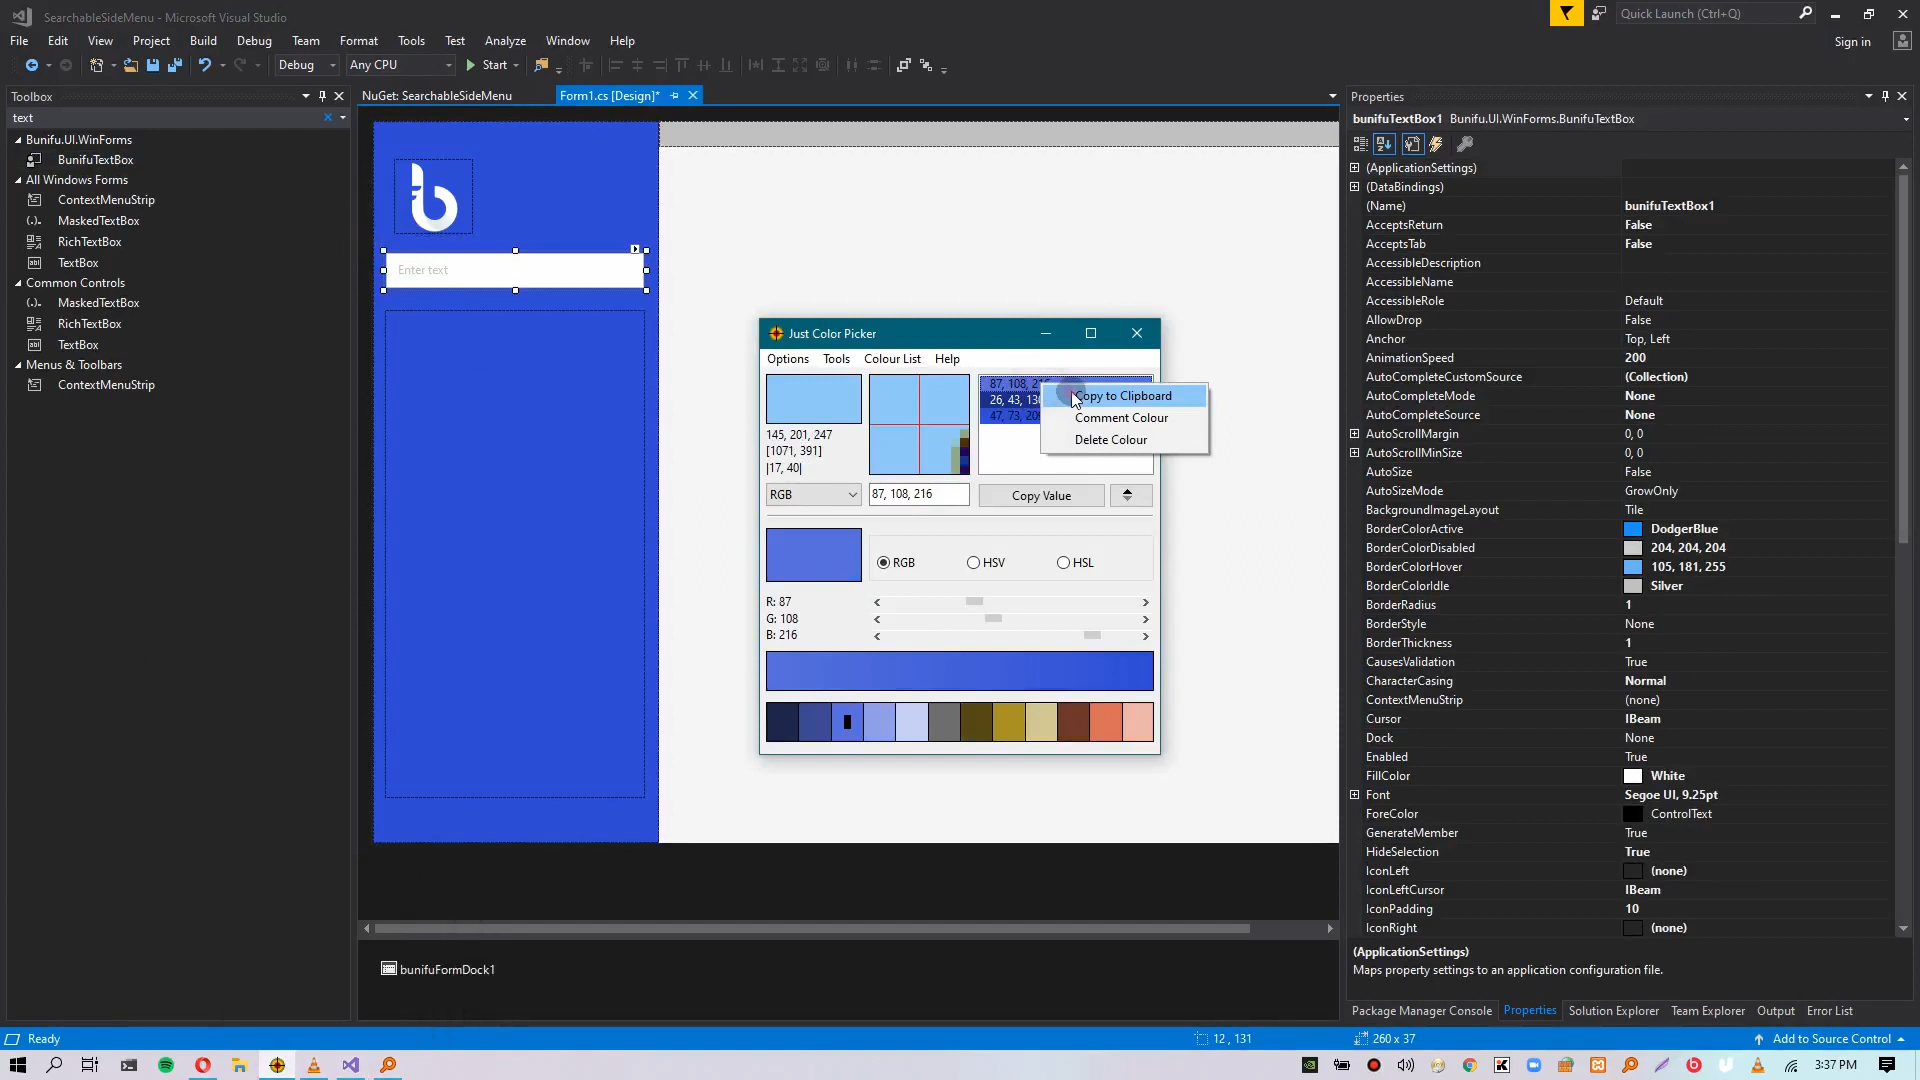 SearchableSideMenu - Microsoft Visual Studio
Quick Launch (Ctrl+Q)
File Edit View Project Build Debug Team Format Tools Test Analyze Window Help
Sign in
Debug Any CPU Start
Toolbox
text
Bunifu.UI.WinForms
BunifuTextBox
All Windows Forms
ContextMenuStrip
MaskedTextBox
RichTextBox
TextBox
Common Controls
MaskedTextBox
RichTextBox
TextBox
Menus & Toolbars
ContextMenuStrip
NuGet: SearchableSideMenu
Form1.cs [Design]*
b
Enter text
Just Color Picker
Options Tools Colour List Help
87, 108, 216
26, 43, 130
47, 73, 20
Copy to Clipboard
Comment Colour
Delete Colour
145, 201, 247
[1071, 391]
|17, 40|
RGB
87, 108, 216
Copy Value
RGB HSV HSL
R: 87
G: 108
B: 216
bunifuFormDock1
Properties
bunifuTextBox1 Bunifu.UI.WinForms.BunifuTextBox
(ApplicationSettings)
(DataBindings)
(Name) bunifuTextBox1
AcceptsReturn False
AcceptsTab False
AccessibleDescription
AccessibleName
AccessibleRole Default
AllowDrop False
Anchor Top, Left
AnimationSpeed 200
AutoCompleteCustomSource (Collection)
AutoCompleteMode None
AutoCompleteSource None
AutoScrollMargin 0, 0
AutoScrollMinSize 0, 0
AutoSize False
AutoSizeMode GrowOnly
BackgroundImageLayout Tile
BorderColorActive DodgerBlue
BorderColorDisabled 204, 204, 204
BorderColorHover 105, 181, 255
BorderColorIdle Silver
BorderRadius 1
BorderStyle None
BorderThickness 1
CausesValidation True
CharacterCasing Normal
ContextMenuStrip (none)
Cursor IBeam
Dock None
Enabled True
FillColor White
Font Segoe UI, 9.25pt
ForeColor ControlText
GenerateMember True
HideSelection True
IconLeft (none)
IconLeftCursor IBeam
IconPadding 10
IconRight (none)
(ApplicationSettings)
Maps property settings to an application configuration file.
Package Manager Console Properties Solution Explorer Team Explorer Output Error List
Ready
12 , 131
260 x 37
Add to Source Control
3:37 PM